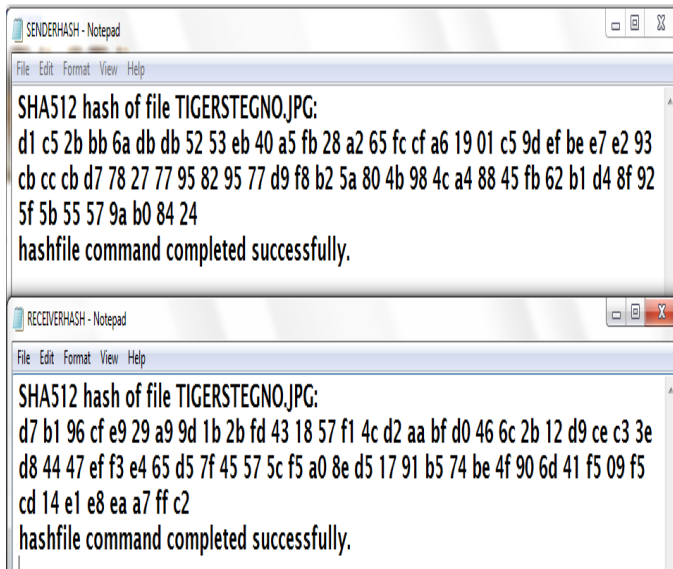 SENDERHASH - Notepad
File Edit Format View Help
SHA512 hash of file TIGERSTEGNO.JPG:
d1 c5 2b bb 6a db db 52 53 eb 40 a5 fb 28 a2 65 fc cf a6 19 01 c5 9d ef be e7 e2 93
cb cc cb d7 78 27 77 95 82 95 77 d9 f8 b2 5a 80 4b 98 4c a4 88 45 fb 62 b1 d4 8f 92
5f 5b 55 57 9a b0 84 24
hashfile command completed successfully.
RECEIVERHASH - Notepad
File Edit Format View Help
SHA512 hash of file TIGERSTEGNO.JPG:
d7 b1 96 cf e9 29 a9 9d 1b 2b fd 43 18 57 f1 4c d2 aa bf d0 46 6c 2b 12 d9 ce c3 3e
d8 44 47 ef f3 e4 65 d5 7f 45 57 5c f5 a0 8e d5 17 91 b5 74 be 4f 90 6d 41 f5 09 f5
cd 14 e1 e8 ea a7 ff c2
hashfile command completed successfully.